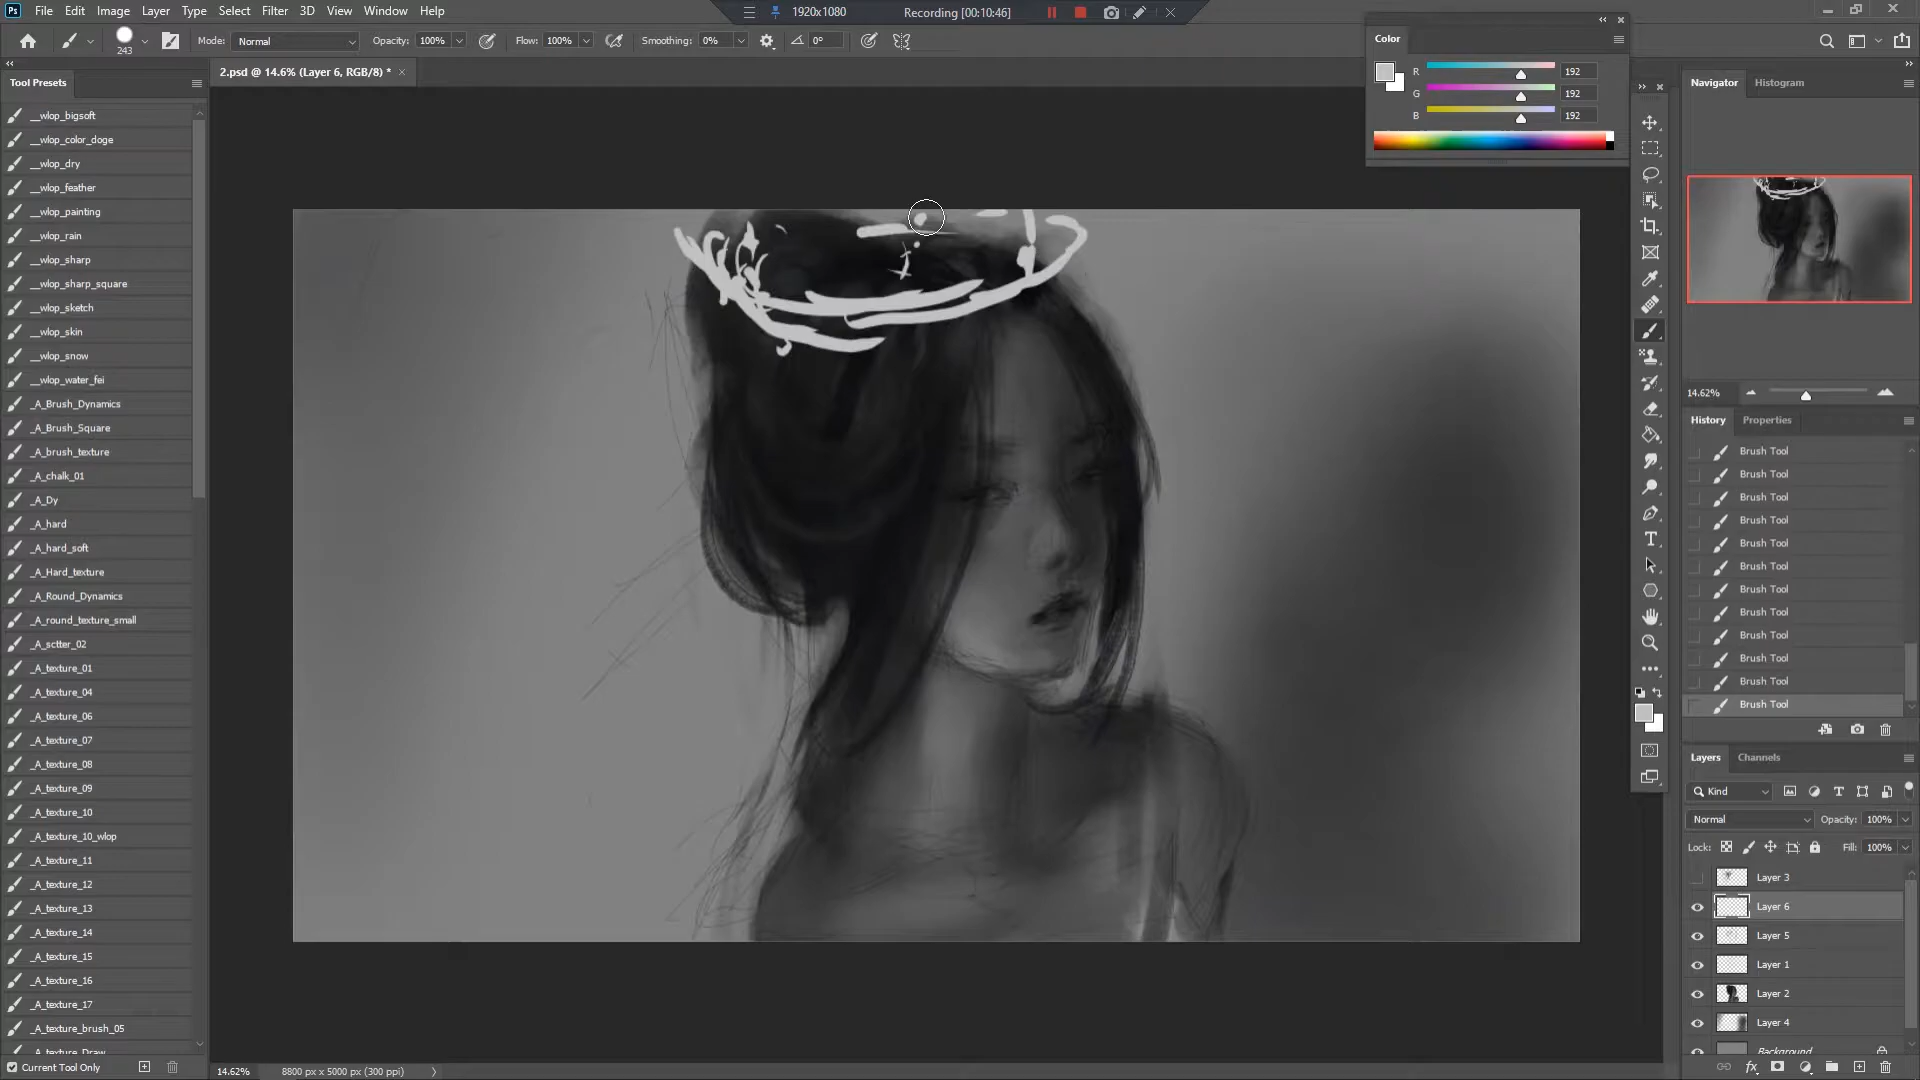 Ps File Edit Image Layer Type Select Filter 3D View Window Help
1920x1080 Recording [00:10:46]
243 Mode: Normal Opacity: 100% Flow: 100% Smoothing: 0% 0°
Tool Presets
2.psd @ 14.6% (Layer 6, RGB/8) * ×
__wlop_bigsoft
__wlop_color_doge
__wlop_dry
__wlop_feather
__wlop_painting
__wlop_rain
__wlop_sharp
__wlop_sharp_square
__wlop_sketch
__wlop_skin
__wlop_snow
__wlop_water_fei
_A_Brush_Dynamics
_A_Brush_Square
_A_brush_texture
_A_chalk_01
_A_Dy
_A_hard
_A_hard_soft
_A_Hard_texture
_A_Round_Dynamics
_A_round_texture_small
_A_sctter_02
_A_texture_01
_A_texture_04
_A_texture_06
_A_texture_07
_A_texture_08
_A_texture_09
_A_texture_10
_A_texture_10_wlop
_A_texture_11
_A_texture_12
_A_texture_13
_A_texture_14
_A_texture_15
_A_texture_16
_A_texture_17
_A_texture_brush_05
_A_texture_Draw
Current Tool Only
14.62% 8800 px x 5000 px (300 ppi)
Color
R 192
G 192
B 192
Navigator Histogram
14.62%
History Properties
Brush Tool
Brush Tool
Brush Tool
Brush Tool
Brush Tool
Brush Tool
Brush Tool
Brush Tool
Brush Tool
Brush Tool
Brush Tool
Brush Tool
Layers Channels
Kind
Normal Opacity: 100%
Lock: Fill: 100%
Layer 3
Layer 6
Layer 5
Layer 1
Layer 2
Layer 4
Background
fx